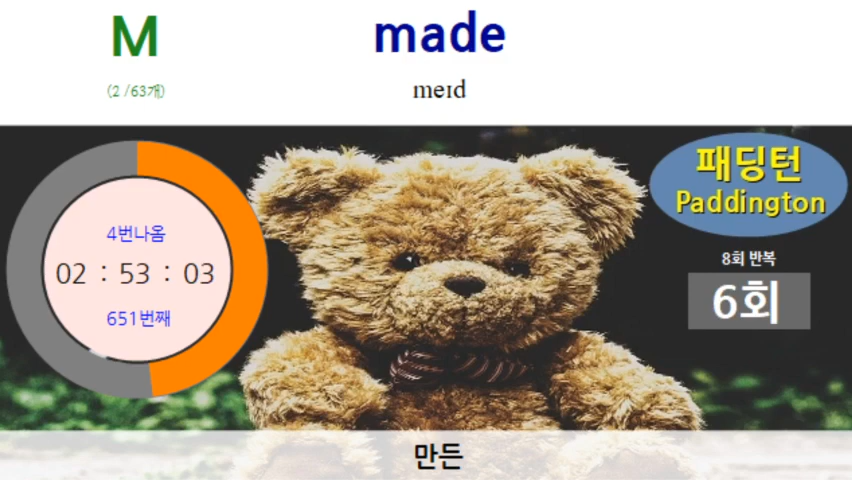 M
(2 /63개)
made
meɪd
4번나옴
02 : 53 : 03
651번째
패딩턴
Paddington
8회 반복
6회
만든